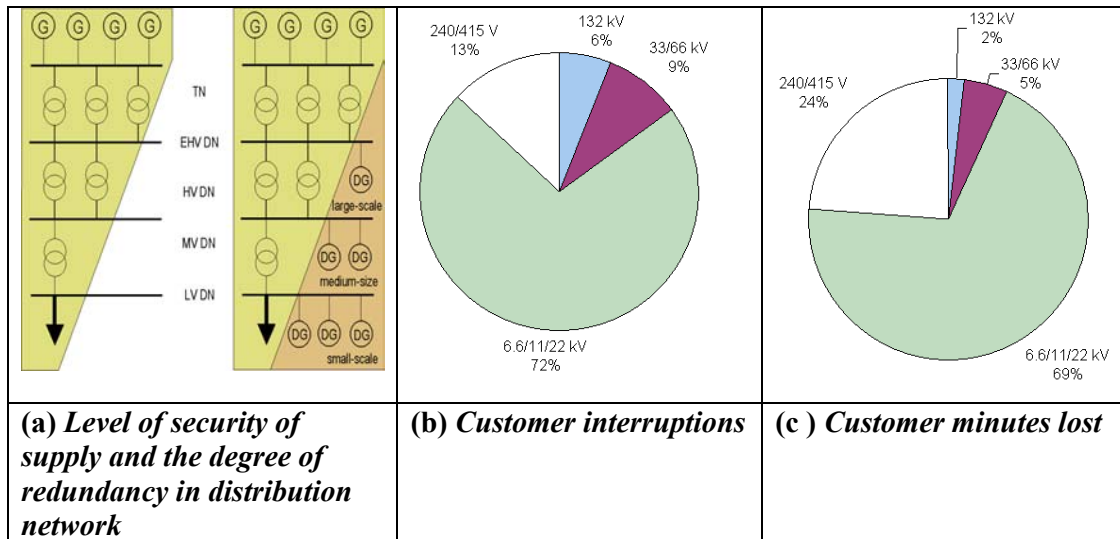 G G G G
TN
EHV DN
HV DN
MV DN
LV DN
G G G G
DG
large-scale
DG DG
medium-size
DG DG DG
small-scale
240/415 V
13%
132 kV
6%
33/66 kV
9%
6.6/11/22 kV
72%
132 kV
2%
33/66 kV
5%
240/415 V
24%
6.6/11/22 kV
69%
(a) Level of security of
supply and the degree of
redundancy in distribution
network
(b) Customer interruptions
(c ) Customer minutes lost